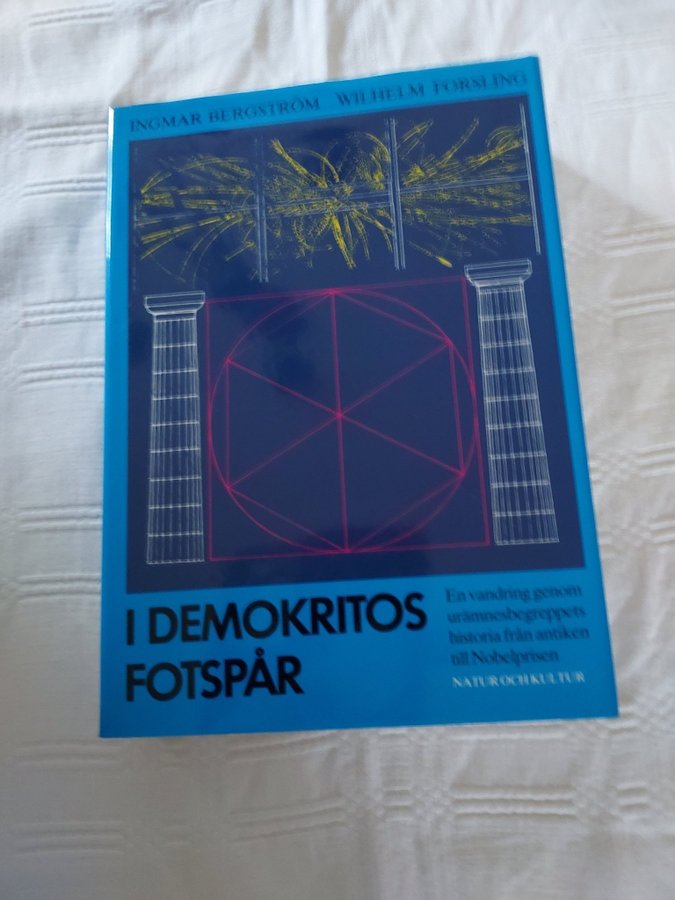 INGMAR BERGSTRÖM WILHELM FORSLING
I DEMOKRITOS
FOTSPÅR
En vandring genom
urämnesbegreppets
historia från antiken
till Nobelprisen
NATUR OCH KULTUR